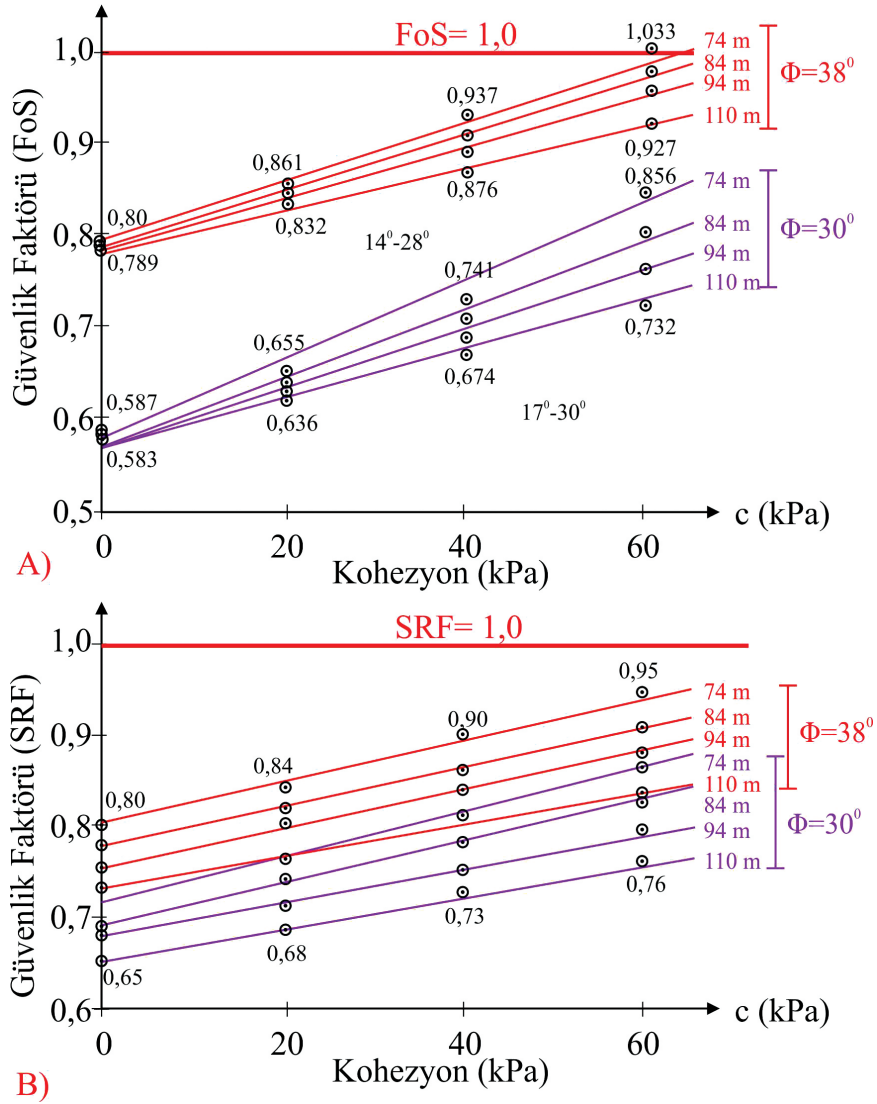 Güvenlik Faktörü (FoS)
FoS= 1,0
1,0
0,9
0,8
0,7
0,6
0,5
0
20
40
60
c (kPa)
Kohezyon (kPa)
A)
1,033
0,937
0,861
0,80
0,789
0,832
0,876
0,927
14⁰-28⁰
0,856
0,741
0,655
0,587
0,583
0,636
0,674
0,732
17⁰-30⁰
74 m
84 m
94 m
110 m
Φ=38⁰
74 m
84 m
94 m
110 m
Φ=30⁰
Güvenlik Faktörü (SRF)
SRF= 1,0
1,0
0,9
0,8
0,7
0,6
0
20
40
60
c (kPa)
Kohezyon (kPa)
B)
0,95
0,90
0,84
0,80
0,65
0,68
0,73
0,76
74 m
84 m
94 m
74 m
110 m
84 m
94 m
110 m
Φ=38⁰
Φ=30⁰